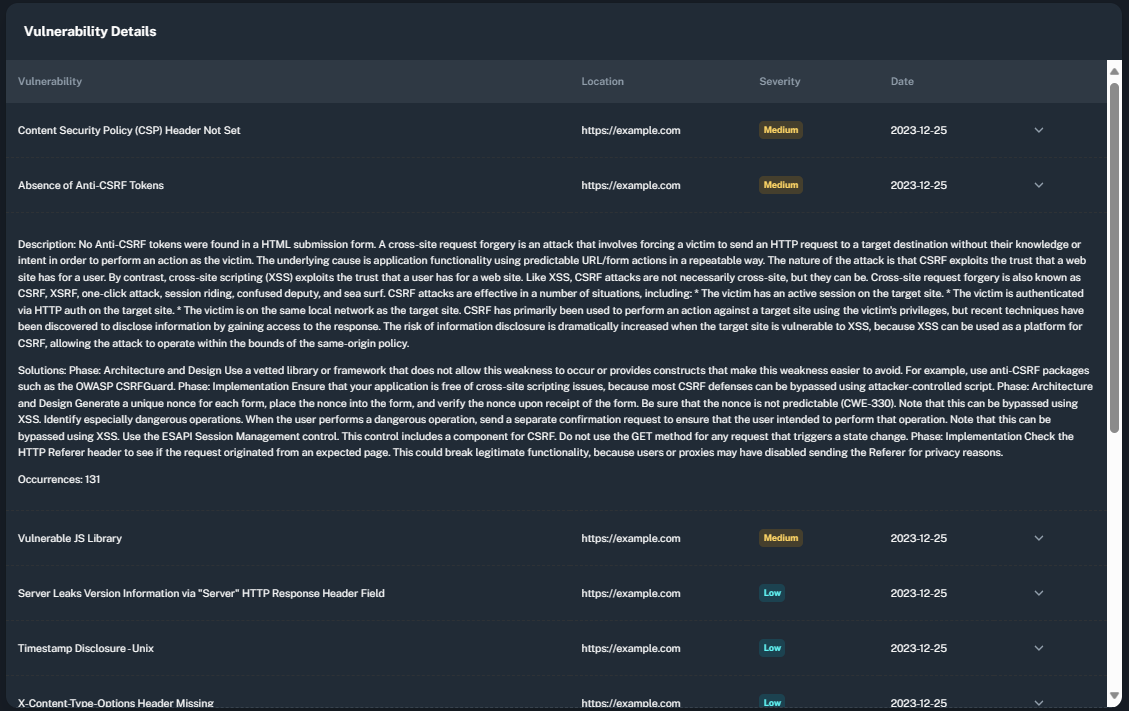 Vulnerability Details
Vulnerability Location Severity Date
Content Security Policy (CSP) Header Not Set https://example.com Medium 2023-12-25
Absence of Anti-CSRF Tokens https://example.com Medium 2023-12-25
Description: No Anti-CSRF tokens were found in a HTML submission form. A cross-site request forgery is an attack that involves forcing a victim to send an HTTP request to a target destination without their knowledge or
intent in order to perform an action as the victim. The underlying cause is application functionality using predictable URL/form actions in a repeatable way. The nature of the attack is that CSRF exploits the trust that a web
site has for a user. By contrast, cross-site scripting (XSS) exploits the trust that a user has for a web site. Like XSS, CSRF attacks are not necessarily cross-site, but they can be. Cross-site request forgery is also known as
CSRF, XSRF, one-click attack, session riding, confused deputy, and sea surf. CSRF attacks are effective in a number of situations, including: * The victim has an active session on the target site. * The victim is authenticated
via HTTP auth on the target site. * The victim is on the same local network as the target site. CSRF has primarily been used to perform an action against a target site using the victim's privileges, but recent techniques have
been discovered to disclose information by gaining access to the response. The risk of information disclosure is dramatically increased when the target site is vulnerable to XSS, because XSS can be used as a platform for
CSRF, allowing the attack to operate within the bounds of the same-origin policy.
Solutions: Phase: Architecture and Design Use a vetted library or framework that does not allow this weakness to occur or provides constructs that make this weakness easier to avoid. For example, use anti-CSRF packages
such as the OWASP CSRFGuard. Phase: Implementation Ensure that your application is free of cross-site scripting issues, because most CSRF defenses can be bypassed using attacker-controlled script. Phase: Architecture
and Design Generate a unique nonce for each form, place the nonce into the form, and verify the nonce upon receipt of the form. Be sure that the nonce is not predictable (CWE-330). Note that this can be bypassed using
XSS. Identify especially dangerous operations. When the user performs a dangerous operation, send a separate confirmation request to ensure that the user intended to perform that operation. Note that this can be
bypassed using XSS. Use the ESAPI Session Management control. This control includes a component for CSRF. Do not use the GET method for any request that triggers a state change. Phase: Implementation Check the
HTTP Referer header to see if the request originated from an expected page. This could break legitimate functionality, because users or proxies may have disabled sending the Referer for privacy reasons.
Occurrences: 131
Vulnerable JS Library https://example.com Medium 2023-12-25
Server Leaks Version Information via "Server" HTTP Response Header Field https://example.com Low 2023-12-25
Timestamp Disclosure - Unix https://example.com Low 2023-12-25
X-Content-Type-Options Header Missing https://example.com Low 2023-12-25